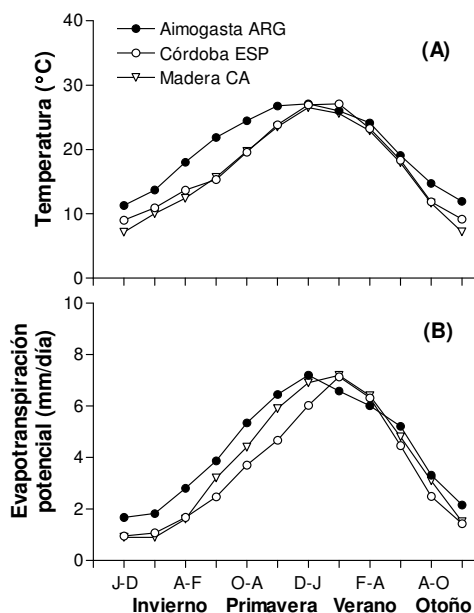 Aimogasta ARG
Córdoba ESP
Madera CA
(A)
Temperatura (°C)
40
30
20
10
0
(B)
Evapotranspiración
potencial (mm/día)
10
8
6
4
2
0
J-D A-F O-A D-J F-A A-O
Invierno Primavera Verano Otoño